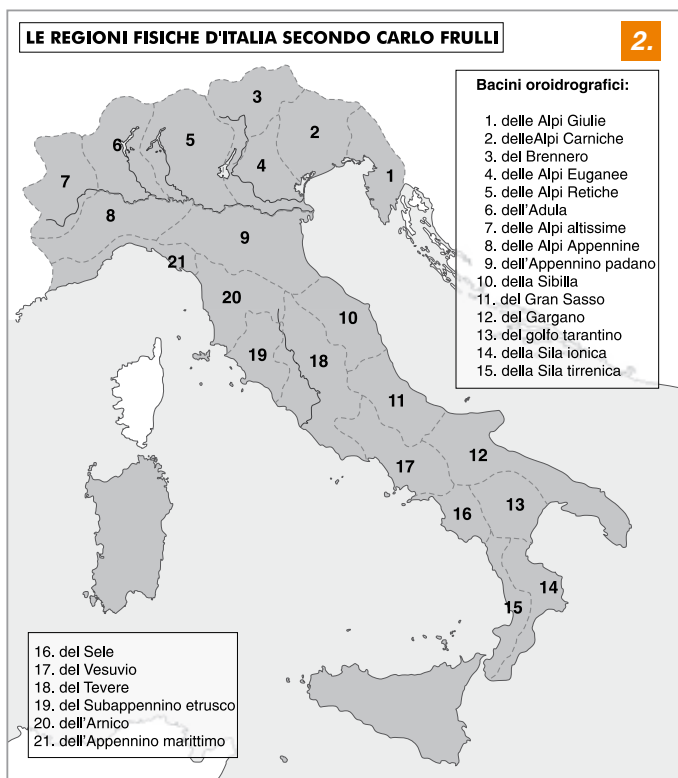 LE REGIONI FISICHE D'ITALIA SECONDO CARLO FRULLI
2.
Bacini oroidrografici:
1. delle Alpi Giulie
2. delleAlpi Carniche
3. del Brennero
4. delle Alpi Euganee
5. delle Alpi Retiche
6. dell'Adula
7. delle Alpi altissime
8. delle Alpi Appennine
9. dell'Appennino padano
10. della Sibilla
11. del Gran Sasso
12. del Gargano
13. del golfo tarantino
14. della Sila ionica
15. della Sila tirrenica
3
2
6
5
4
1
7
8
9
21
20
10
19
18
11
17
12
16
13
14
15
16. del Sele
17. del Vesuvio
18. del Tevere
19. del Subappennino etrusco
20. dell'Arnico
21. dell'Appennino marittimo